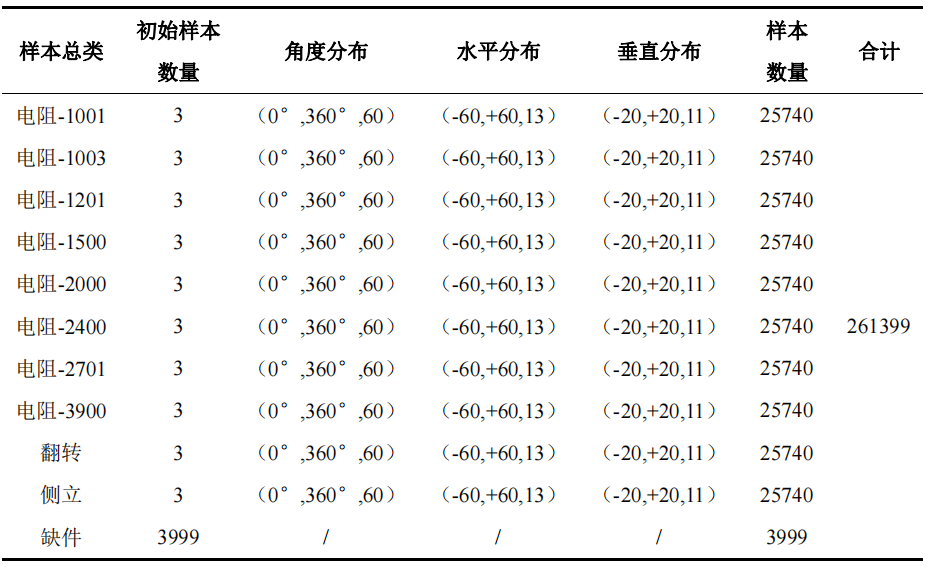 样本总类 初始样本数量 角度分布 水平分布 垂直分布 样本数量 合计
电阻-1001 3 （0°,360°,60） （-60,+60,13） （-20,+20,11） 25740
电阻-1003 3 （0°,360°,60） （-60,+60,13） （-20,+20,11） 25740
电阻-1201 3 （0°,360°,60） （-60,+60,13） （-20,+20,11） 25740
电阻-1500 3 （0°,360°,60） （-60,+60,13） （-20,+20,11） 25740
电阻-2000 3 （0°,360°,60） （-60,+60,13） （-20,+20,11） 25740
电阻-2400 3 （0°,360°,60） （-60,+60,13） （-20,+20,11） 25740 261399
电阻-2701 3 （0°,360°,60） （-60,+60,13） （-20,+20,11） 25740
电阻-3900 3 （0°,360°,60） （-60,+60,13） （-20,+20,11） 25740
翻转 3 （0°,360°,60） （-60,+60,13） （-20,+20,11） 25740
侧立 3 （0°,360°,60） （-60,+60,13） （-20,+20,11） 25740
缺件 3999 / / / 3999